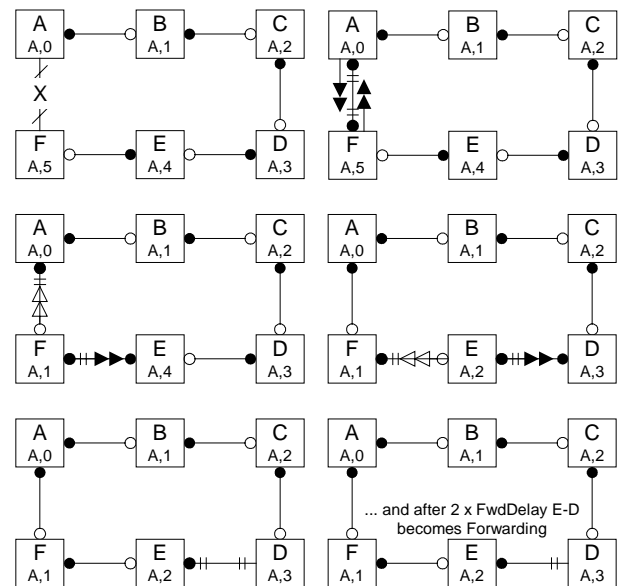 A B C A B C
A,0 A,1 A,2 A,0 A,1 A,2
X
F E D F E D
A,5 A,4 A,3 A,5 A,4 A,3
A B C A B C
A,0 A,1 A,2 A,0 A,1 A,2
F E D F E D
A,1 A,4 A,3 A,1 A,2 A,3
A B C A B C
A,0 A,1 A,2 A,0 A,1 A,2
... and after 2 x FwdDelay E-D
becomes Forwarding
F E D F E D
A,1 A,2 A,3 A,1 A,2 A,3